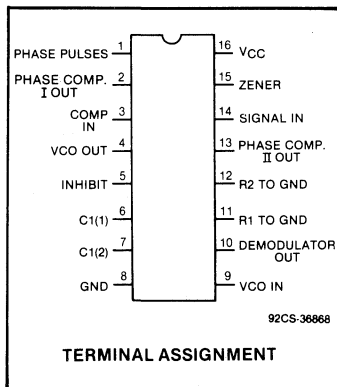 PHASE PULSES 1
PHASE COMP. 2
I OUT
COMP 3
IN
VCO OUT 4
INHIBIT 5
C1(1) 6
C1(2) 7
GND 8
16 VCC
15 ZENER
14 SIGNAL IN
13 PHASE COMP.
II OUT
12 R2 TO GND
11 R1 TO GND
10 DEMODULATOR
OUT
9 VCO IN
92CS-36868
TERMINAL ASSIGNMENT